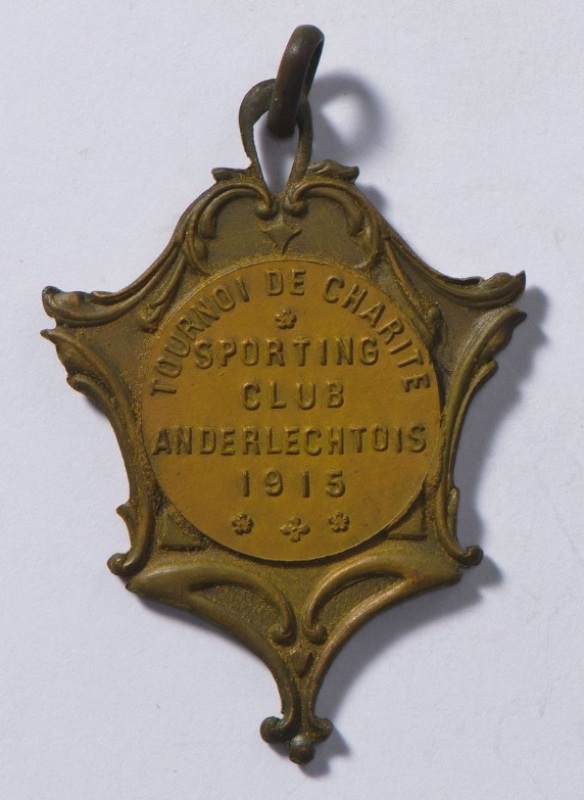 TOURNOI DE CHARITE
SPORTING
CLUB
ANDERLECHTOIS
1915